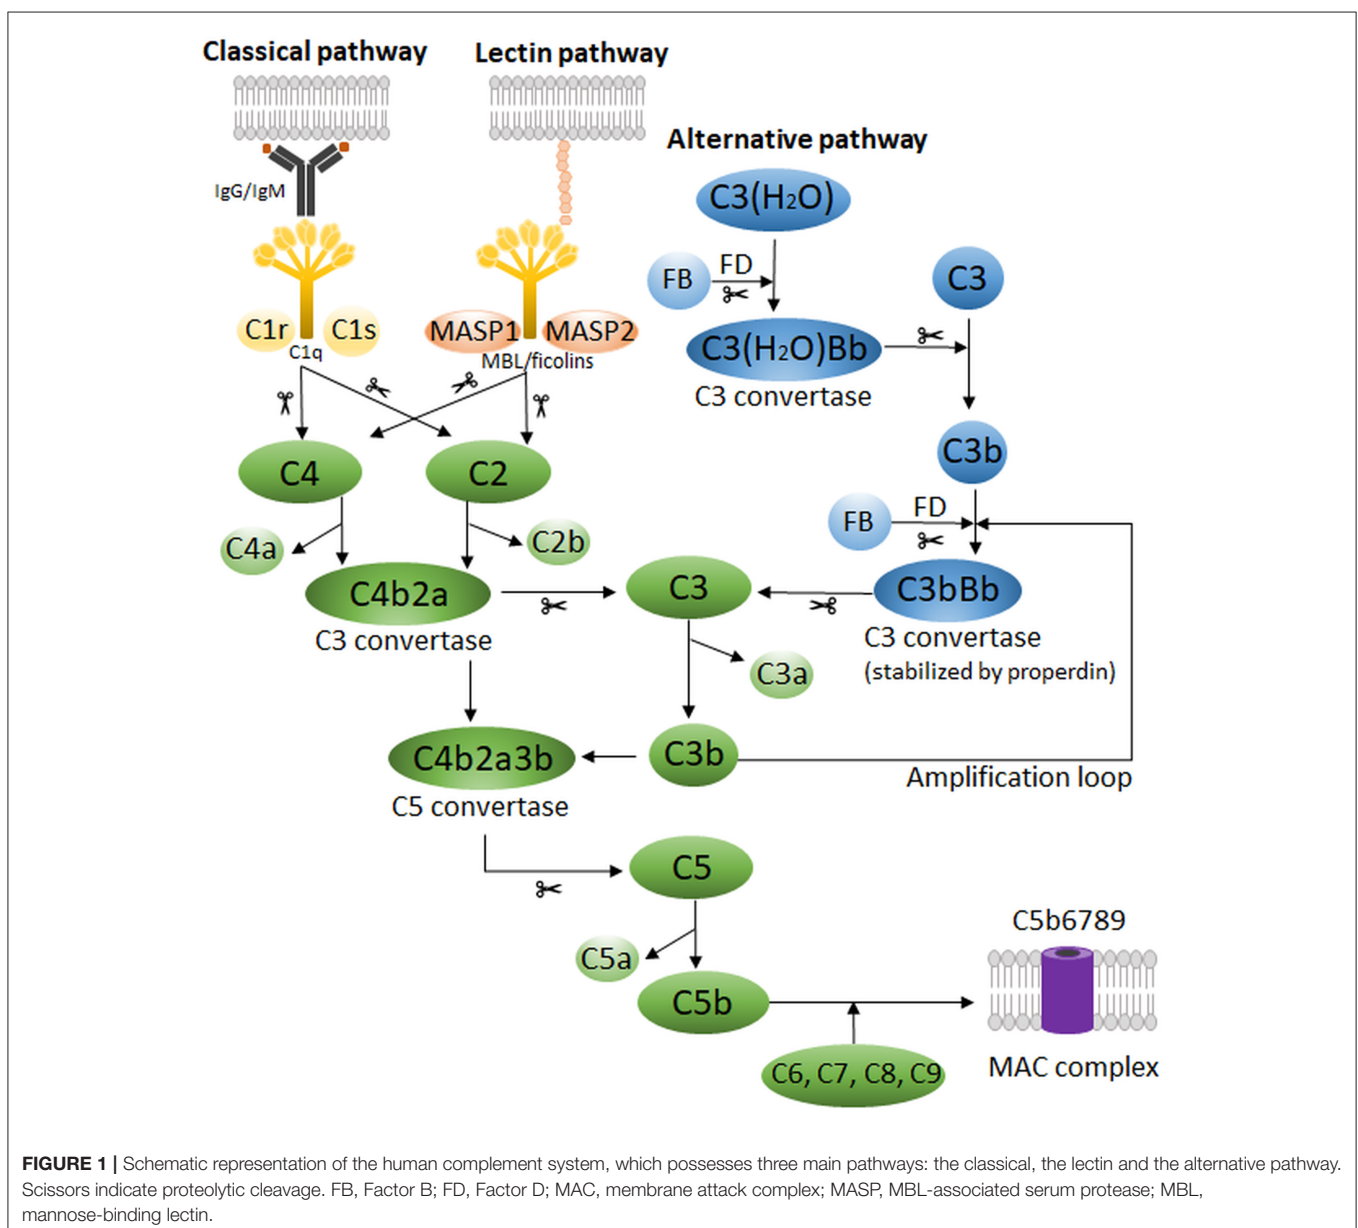 Classical pathway
Lectin pathway
Alternative pathway
IgG/IgM
C3(H2O)
FB
FD
C3
C1r
C1s
C1q
MASP1
MASP2
MBL/ficolins
C3(H2O)Bb
C3 convertase
C4
C2
C3b
FB
FD
C4a
C2b
C4b2a
C3 convertase
C3
C3bBb
C3 convertase
(stabilized by properdin)
C3a
C4b2a3b
C5 convertase
C3b
Amplification loop
C5
C5a
C5b
C5b6789
C6, C7, C8, C9
MAC complex
FIGURE 1 | Schematic representation of the human complement system, which possesses three main pathways: the classical, the lectin and the alternative pathway.
Scissors indicate proteolytic cleavage. FB, Factor B; FD, Factor D; MAC, membrane attack complex; MASP, MBL-associated serum protease; MBL,
mannose-binding lectin.